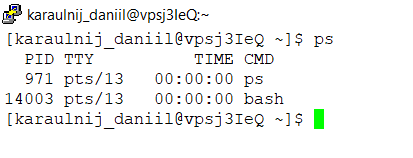 karaulnij_daniil@vpsj3IeQ:~
[karaulnij_daniil@vpsj3IeQ ~]$ ps
  PID TTY          TIME CMD
  971 pts/13   00:00:00 ps
14003 pts/13   00:00:00 bash
[karaulnij_daniil@vpsj3IeQ ~]$